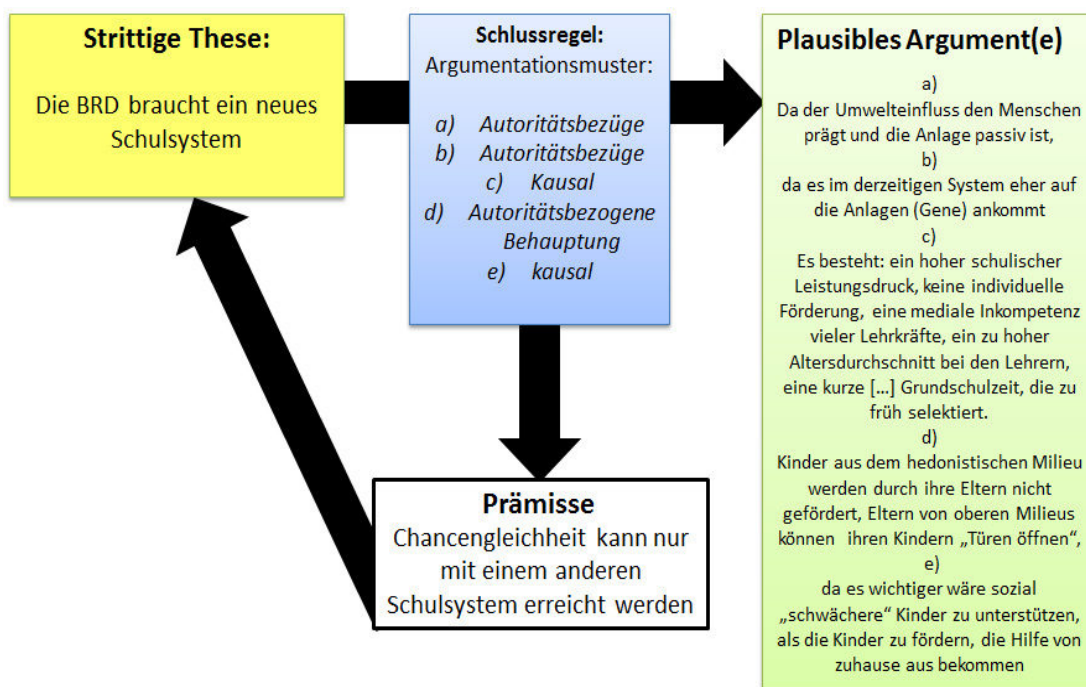 Strittige These:
Die BRD braucht ein neues
Schulsystem
Schlussregel:
Argumentationsmuster:
a) Autoritätsbezüge
b) Autoritätsbezüge
c) Kausal
d) Autoritätsbezogene
Behauptung
e) kausal
Plausibles Argument(e)
a)
Da der Umwelteinfluss den Menschen
prägt und die Anlage passiv ist,
b)
da es im derzeitigen System eher auf
die Anlagen (Gene) ankommt
c)
Es besteht: ein hoher schulischer
Leistungsdruck, keine individuelle
Förderung, eine mediale Inkompetenz
vieler Lehrkräfte, ein zu hoher
Altersdurchschnitt bei den Lehrern,
eine kurze [...] Grundschulzeit, die zu
früh selektiert.
d)
Kinder aus dem hedonistischen Milieu
werden durch ihre Eltern nicht
gefördert, Eltern von oberen Milieus
können ihren Kindern „Türen öffnen“,
e)
da es wichtiger wäre sozial
„schwächere“ Kinder zu unterstützen,
als die Kinder zu fördern, die Hilfe von
zuhause aus bekommen
Prämisse
Chancengleichheit kann nur
mit einem anderen
Schulsystem erreicht werden